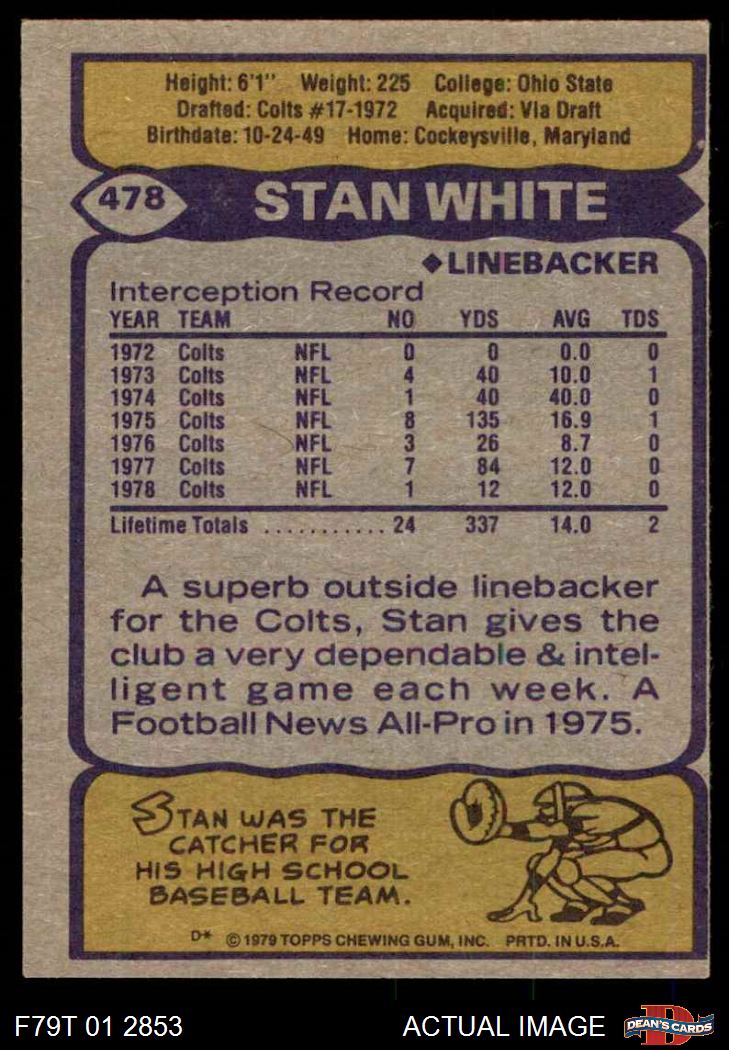 Height: 6'1" Weight: 225 College: Ohio State
Drafted: Colts #17-1972 Acquired: Via Draft
Birthdate: 10-24-49 Home: Cockeysville, Maryland
478 STAN WHITE
◆LINEBACKER
Interception Record
YEAR TEAM NO YDS AVG TDS
1972 Colts NFL 0 0 0.0 0
1973 Colts NFL 4 40 10.0 1
1974 Colts NFL 1 40 40.0 0
1975 Colts NFL 8 135 16.9 1
1976 Colts NFL 3 26 8.7 0
1977 Colts NFL 7 84 12.0 0
1978 Colts NFL 1 12 12.0 0
Lifetime Totals ........... 24 337 14.0 2
A superb outside linebacker
for the Colts, Stan gives the
club a very dependable & intel-
ligent game each week. A
Football News All-Pro in 1975.
STAN WAS THE
CATCHER FOR
HIS HIGH SCHOOL
BASEBALL TEAM.
D* © 1979 TOPPS CHEWING GUM, INC. PRTD. IN U.S.A.
F79T 01 2853 ACTUAL IMAGE D DEAN'S CARDS